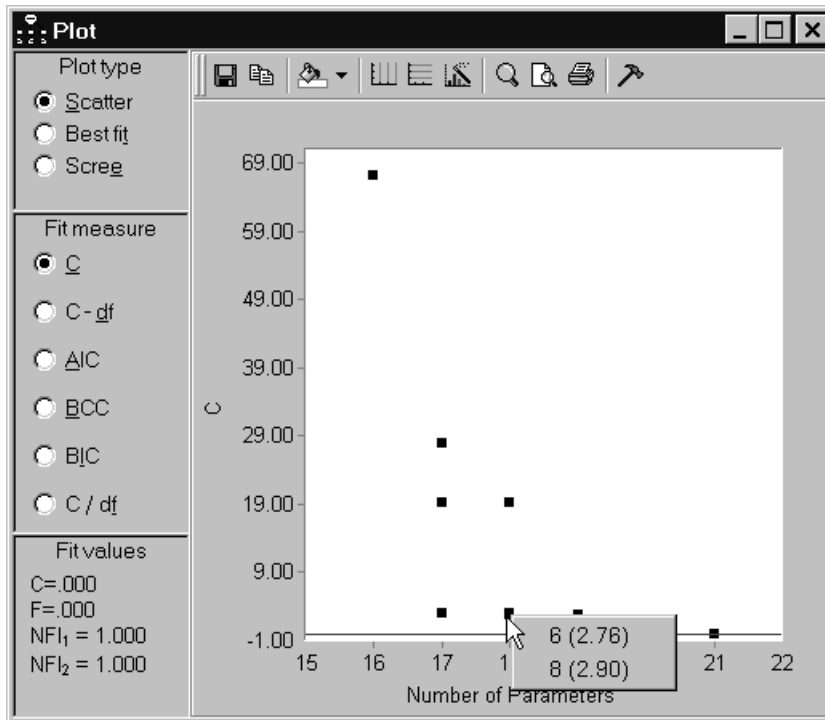 Plot
Plot type
Scatter
Best fit
Scree
Fit measure
C
C - df
AIC
BCC
BIC
C / df
Fit values
C=.000
F=.000
NFI₁ = 1.000
NFI₂ = 1.000
69.00
59.00
49.00
39.00
29.00
19.00
9.00
-1.00
C
15 16 17 1 21 22
Number of Parameters
6 (2.76)
8 (2.90)